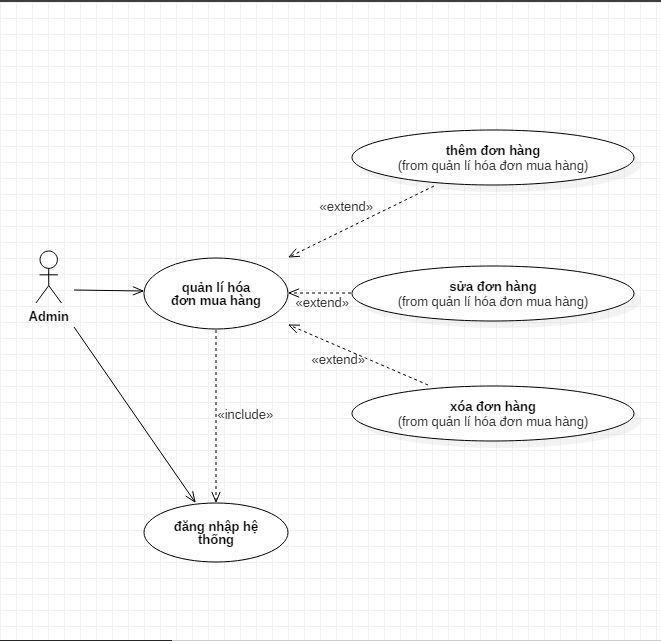 thêm đơn hàng
(from quản lí hóa đơn mua hàng)
«extend»
quản lí hóa
đơn mua hàng
sửa đơn hàng
(from quản lí hóa đơn mua hàng)
«extend»
Admin
«extend»
xóa đơn hàng
(from quản lí hóa đơn mua hàng)
«include»
đăng nhập hệ
thống